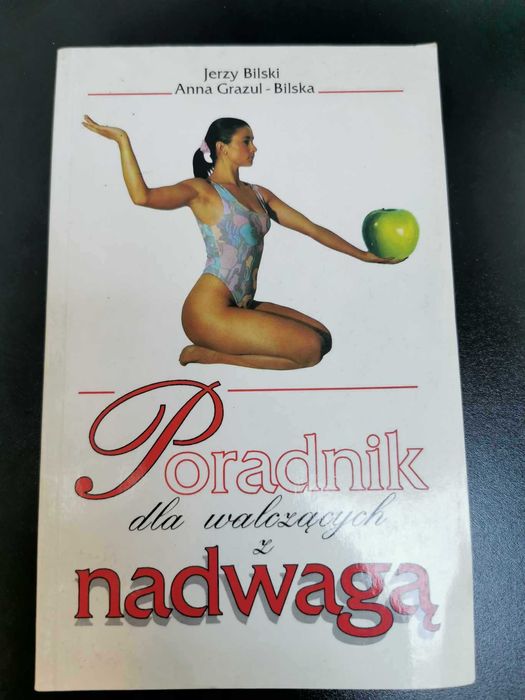 Jerzy Bilski
Anna Grazul - Bilska
Poradnik
dla walczących
z
nadwagą